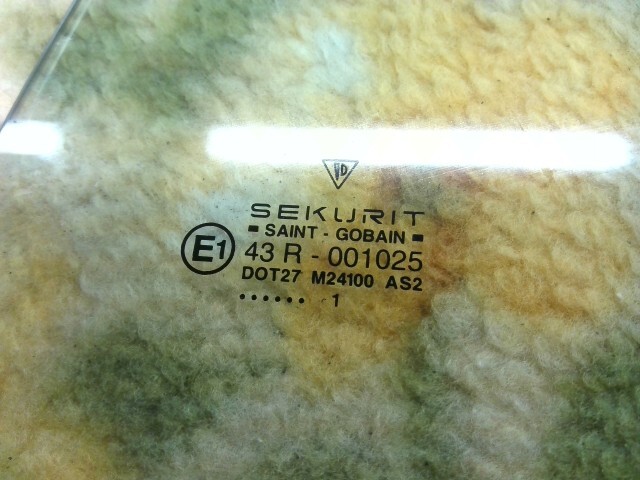 D
SEKURIT
SAINT - GOBAIN
E1
43 R - 001025
DOT27 M24100 AS2
...... 1